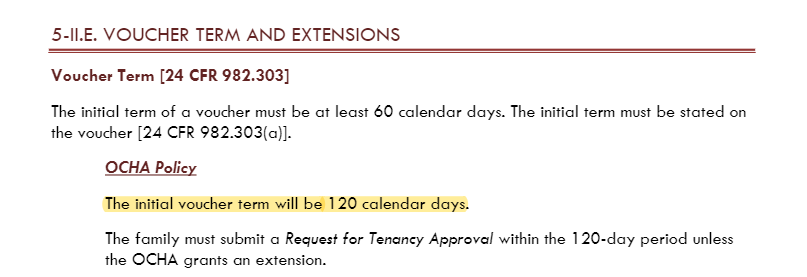 5-II.E. VOUCHER TERM AND EXTENSIONS
Voucher Term [24 CFR 982.303]
The initial term of a voucher must be at least 60 calendar days. The initial term must be stated on
the voucher [24 CFR 982.303(a)].
OCHA Policy
The initial voucher term will be 120 calendar days.
The family must submit a Request for Tenancy Approval within the 120-day period unless
the OCHA grants an extension.